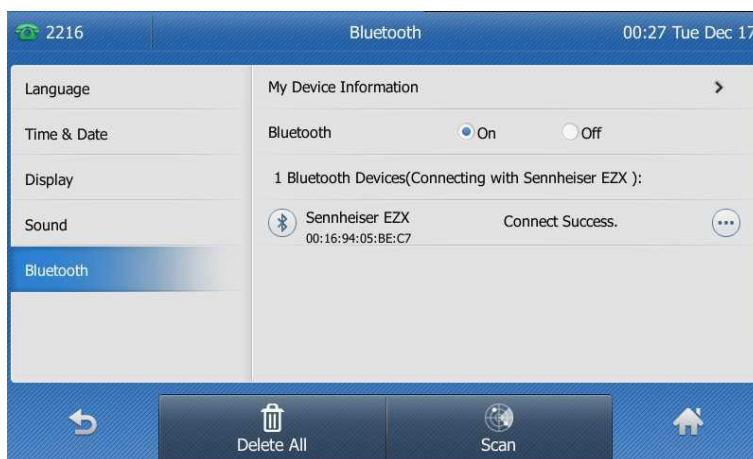 2216 Bluetooth 00:27 Tue Dec 17
Language
Time & Date
Display
Sound
Bluetooth
My Device Information
Bluetooth On Off
1 Bluetooth Devices(Connecting with Sennheiser EZX ):
Sennheiser EZX Connect Success.
00:16:94:05:BE:C7
Delete All
Scan